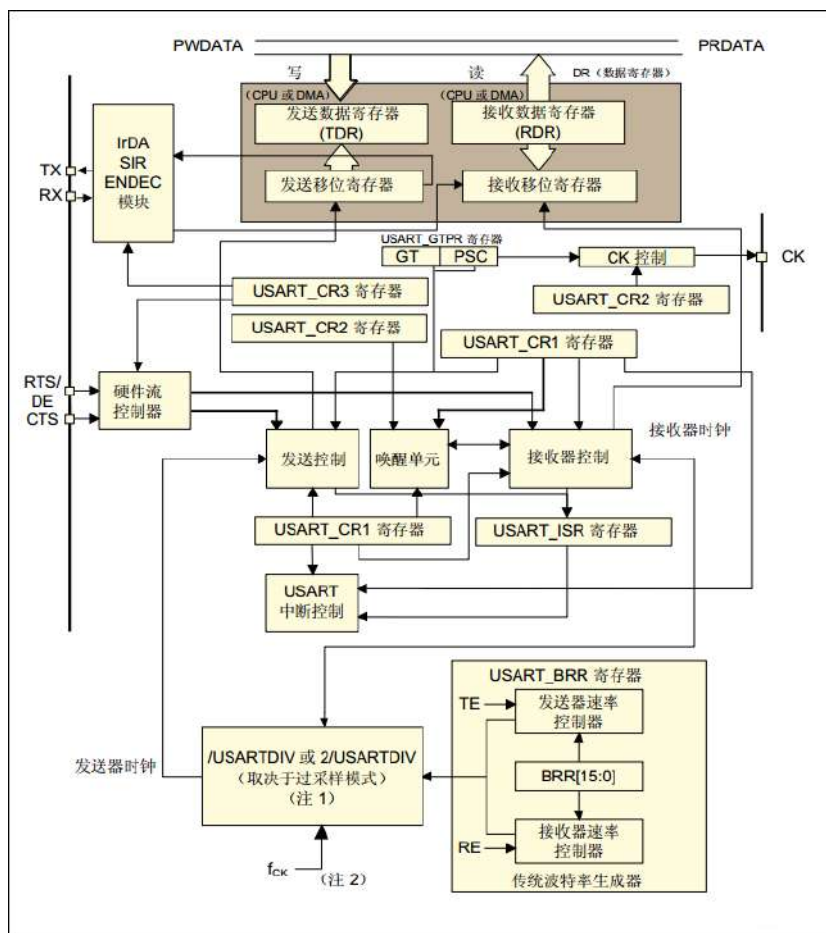 PWDATA
PRDATA
写
读
DR（数据寄存器）
（CPU 或 DMA）
（CPU 或 DMA）
发送数据寄存器
(TDR)
接收数据寄存器
(RDR)
IrDA
SIR
ENDEC
模块
TX
RX
发送移位寄存器
接收移位寄存器
USART_GTPR 寄存器
GT
PSC
CK 控制
CK
USART_CR3 寄存器
USART_CR2 寄存器
USART_CR2 寄存器
USART_CR1 寄存器
RTS/
DE
CTS
硬件流
控制器
接收器时钟
发送控制
唤醒单元
接收器控制
USART_CR1 寄存器
USART_ISR 寄存器
USART
中断控制
USART_BRR 寄存器
TE
发送器速率
控制器
/USARTDIV 或 2/USARTDIV
（取决于过采样模式）
（注 1）
发送器时钟
BRR[15:0]
RE
接收器速率
控制器
fCK
（注 2）
传统波特率生成器